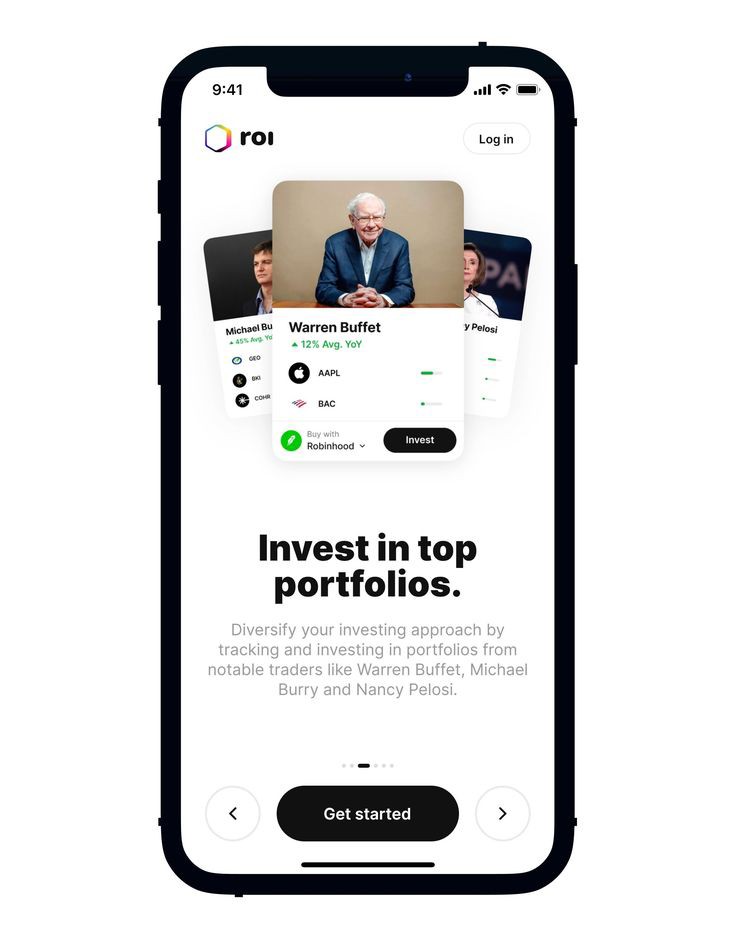 9:41
roi
Log in
Michael Bu
45% Avg. Yo
GEO
BKI
COHR
Warren Buffet
12% Avg. YoY
AAPL
BAC
Buy with
Robinhood
Invest
PA
y Pelosi
Invest in top
portfolios.
Diversify your investing approach by
tracking and investing in portfolios from
notable traders like Warren Buffet, Michael
Burry and Nancy Pelosi.
Get started